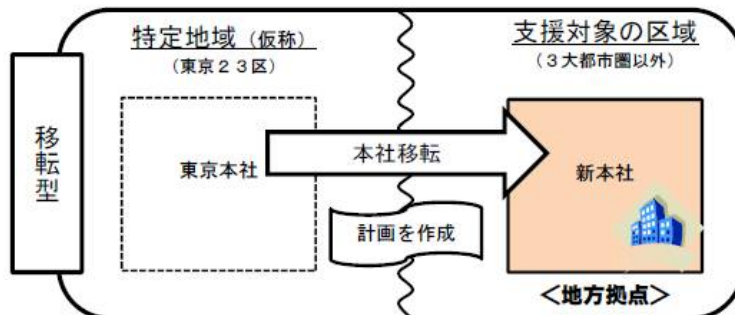 特定地域（仮称）
（東京２３区）
支援対象の区域
（３大都市圏以外）
移転型
東京本社
本社移転
新本社
計画を作成
＜地方拠点＞